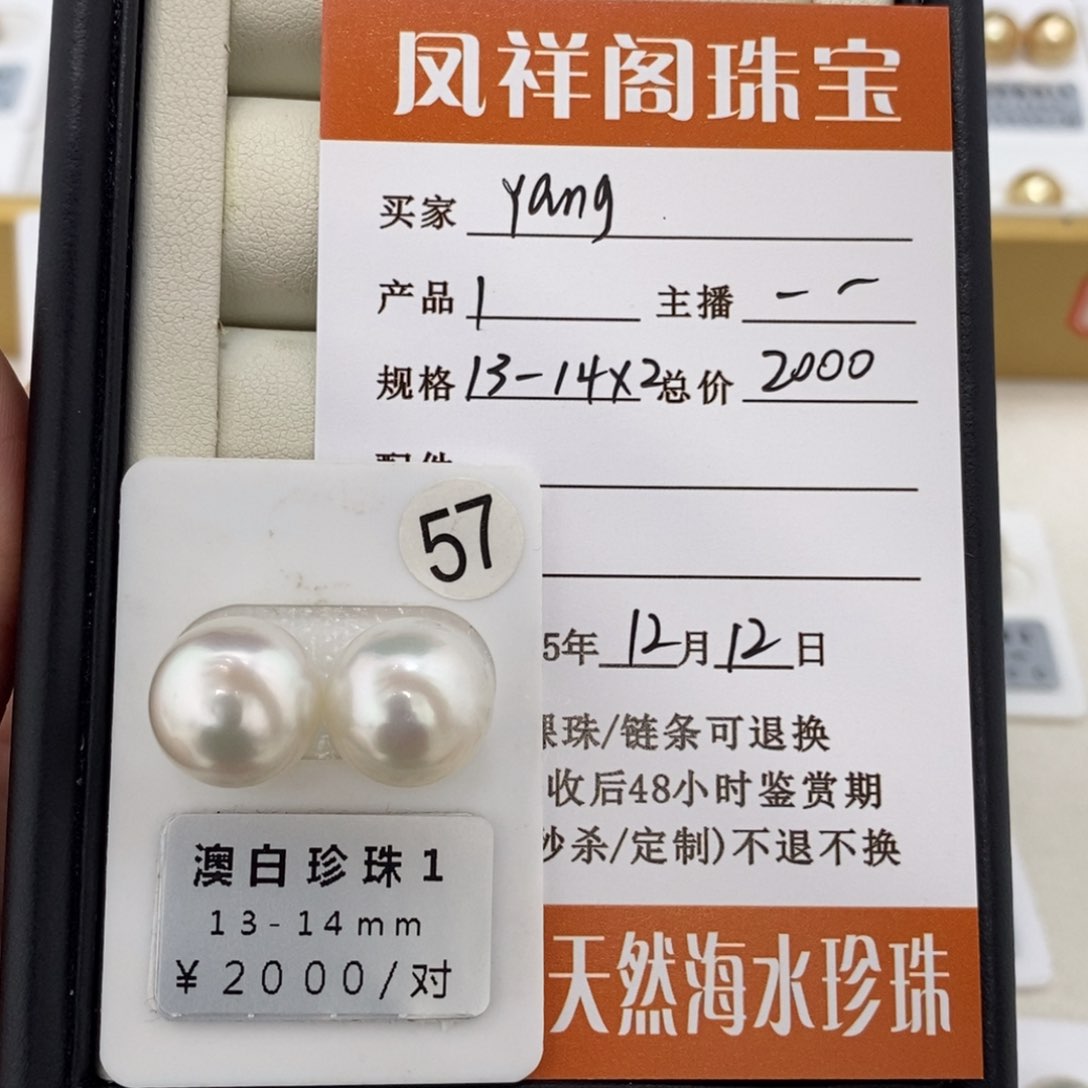 凤祥阁珠宝
买家 yang
产品 1 主播 一一
规格 13-14X2 总价 2000
5年 12月 12日
珠/链条可退换
收后48小时鉴赏期
秒杀/定制)不退不换
天然海水珍珠
57
澳白珍珠1
13-14mm
¥2000/对